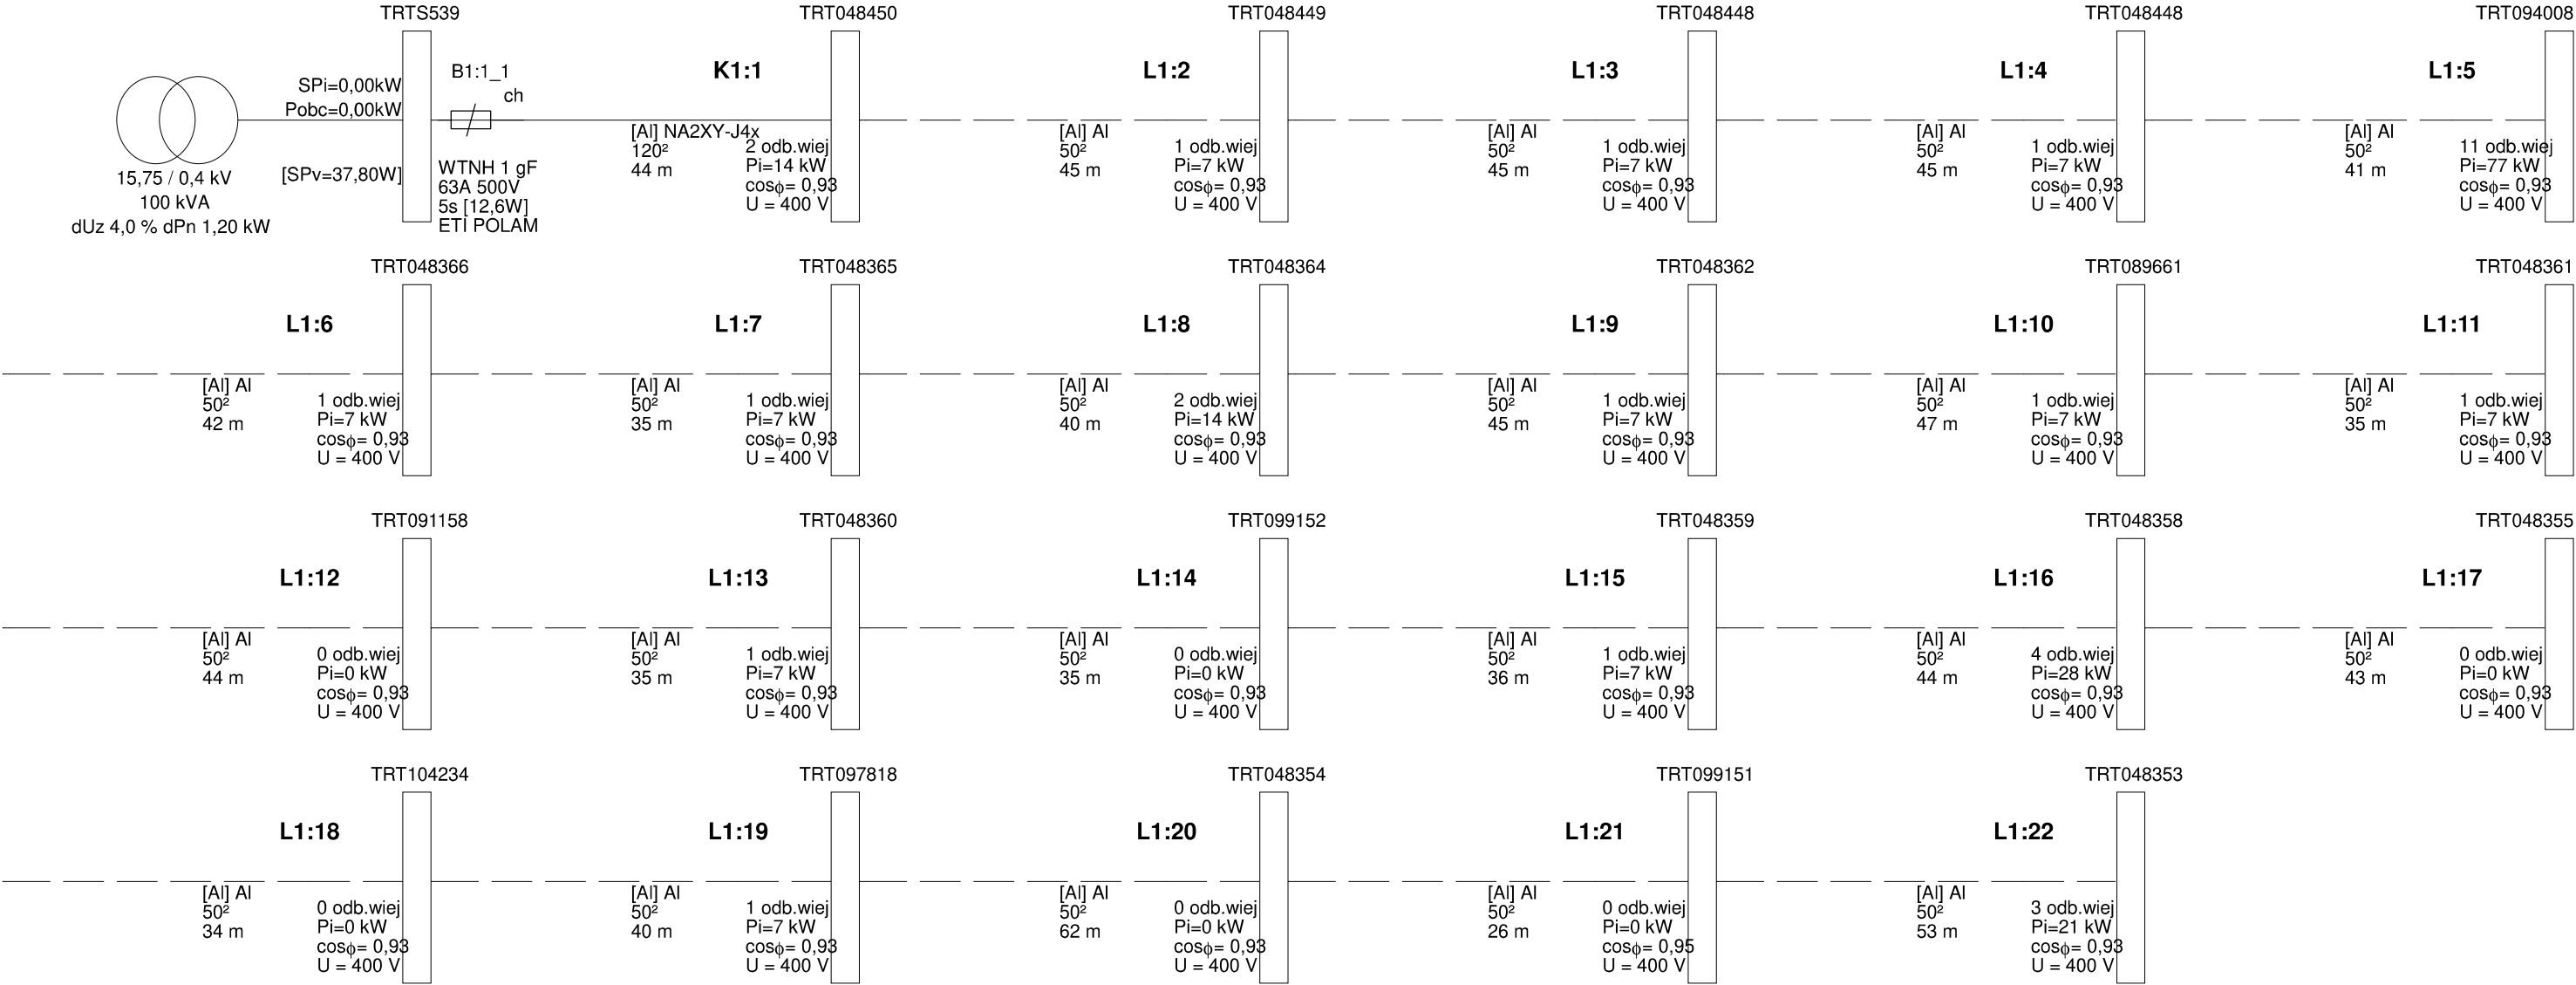 TRTS539
TRT048450
TRT048449
TRT048448
TRT048448
TRT094008
SPi=0,00kW
Pobc=0,00kW
[SPv=37,80W]
15,75 / 0,4 kV
100 kVA
dUz 4,0 % dPn 1,20 kW
B1:1_1
ch
WTNH 1 gF
63A 500V
5s [12,6W]
ETI POLAM
K1:1
[Al] NA2XY-J4x
120²
44 m
2 odb.wiej
Pi=14 kW
cosϕ= 0,93
U = 400 V
L1:2
[Al] Al
50²
45 m
1 odb.wiej
Pi=7 kW
cosϕ= 0,93
U = 400 V
L1:3
[Al] Al
50²
45 m
1 odb.wiej
Pi=7 kW
cosϕ= 0,93
U = 400 V
L1:4
[Al] Al
50²
45 m
1 odb.wiej
Pi=7 kW
cosϕ= 0,93
U = 400 V
L1:5
[Al] Al
50²
41 m
11 odb.wiej
Pi=77 kW
cosϕ= 0,93
U = 400 V
TRT048366
TRT048365
TRT048364
TRT048362
TRT089661
TRT048361
L1:6
[Al] Al
50²
42 m
1 odb.wiej
Pi=7 kW
cosϕ= 0,93
U = 400 V
L1:7
[Al] Al
50²
35 m
1 odb.wiej
Pi=7 kW
cosϕ= 0,93
U = 400 V
L1:8
[Al] Al
50²
40 m
2 odb.wiej
Pi=14 kW
cosϕ= 0,93
U = 400 V
L1:9
[Al] Al
50²
45 m
1 odb.wiej
Pi=7 kW
cosϕ= 0,93
U = 400 V
L1:10
[Al] Al
50²
47 m
1 odb.wiej
Pi=7 kW
cosϕ= 0,93
U = 400 V
L1:11
[Al] Al
50²
35 m
1 odb.wiej
Pi=7 kW
cosϕ= 0,93
U = 400 V
TRT091158
TRT048360
TRT099152
TRT048359
TRT048358
TRT048355
L1:12
[Al] Al
50²
44 m
0 odb.wiej
Pi=0 kW
cosϕ= 0,93
U = 400 V
L1:13
[Al] Al
50²
35 m
1 odb.wiej
Pi=7 kW
cosϕ= 0,93
U = 400 V
L1:14
[Al] Al
50²
35 m
0 odb.wiej
Pi=0 kW
cosϕ= 0,93
U = 400 V
L1:15
[Al] Al
50²
36 m
1 odb.wiej
Pi=7 kW
cosϕ= 0,93
U = 400 V
L1:16
[Al] Al
50²
44 m
4 odb.wiej
Pi=28 kW
cosϕ= 0,93
U = 400 V
L1:17
[Al] Al
50²
43 m
0 odb.wiej
Pi=0 kW
cosϕ= 0,93
U = 400 V
TRT104234
TRT097818
TRT048354
TRT099151
TRT048353
L1:18
[Al] Al
50²
34 m
0 odb.wiej
Pi=0 kW
cosϕ= 0,93
U = 400 V
L1:19
[Al] Al
50²
40 m
1 odb.wiej
Pi=7 kW
cosϕ= 0,93
U = 400 V
L1:20
[Al] Al
50²
62 m
0 odb.wiej
Pi=0 kW
cosϕ= 0,93
U = 400 V
L1:21
[Al] Al
50²
26 m
0 odb.wiej
Pi=0 kW
cosϕ= 0,95
U = 400 V
L1:22
[Al] Al
50²
53 m
3 odb.wiej
Pi=21 kW
cosϕ= 0,93
U = 400 V